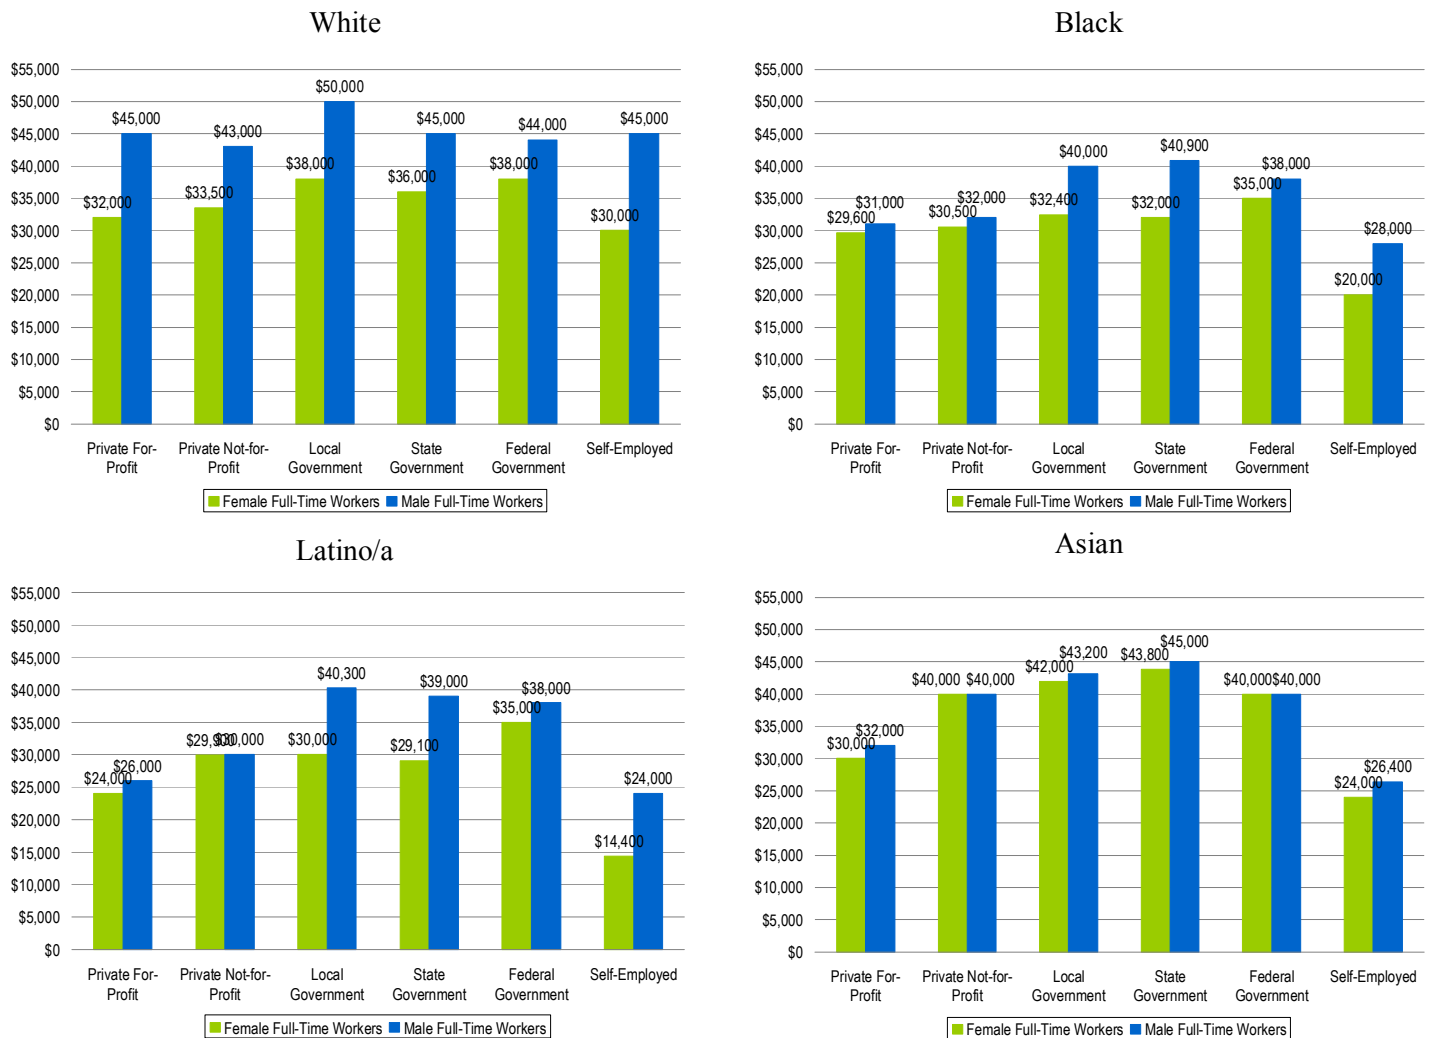 White
$55,000
$50,000
$45,000
$40,000
$35,000
$30,000
$25,000
$20,000
$15,000
$10,000
$5,000
$0
$32,000
$45,000
$33,500
$43,000
$38,000
$50,000
$36,000
$45,000
$38,000
$44,000
$30,000
$45,000
Private For-
Profit
Private Not-for-
Profit
Local
Government
State
Government
Federal
Government
Self-Employed
Female Full-Time Workers Male Full-Time Workers
Black
$55,000
$50,000
$45,000
$40,000
$35,000
$30,000
$25,000
$20,000
$15,000
$10,000
$5,000
$0
$29,600
$31,000
$30,500
$32,000
$32,400
$40,000
$32,000
$40,900
$35,000
$38,000
$20,000
$28,000
Private For-
Profit
Private Not-for-
Profit
Local
Government
State
Government
Federal
Government
Self-Employed
Female Full-Time Workers Male Full-Time Workers
Latino/a
$55,000
$50,000
$45,000
$40,000
$35,000
$30,000
$25,000
$20,000
$15,000
$10,000
$5,000
$0
$24,000
$26,000
$29,900
$30,000
$30,000
$40,300
$29,100
$39,000
$35,000
$38,000
$14,400
$24,000
Private For-
Profit
Private Not-for-
Profit
Local
Government
State
Government
Federal
Government
Self-Employed
Female Full-Time Workers Male Full-Time Workers
Asian
$55,000
$50,000
$45,000
$40,000
$35,000
$30,000
$25,000
$20,000
$15,000
$10,000
$5,000
$0
$30,000
$32,000
$40,000
$40,000
$42,000
$43,200
$43,800
$45,000
$40,000
$40,000
$24,000
$26,400
Private For-
Profit
Private Not-for-
Profit
Local
Government
State
Government
Federal
Government
Self-Employed
Female Full-Time Workers Male Full-Time Workers